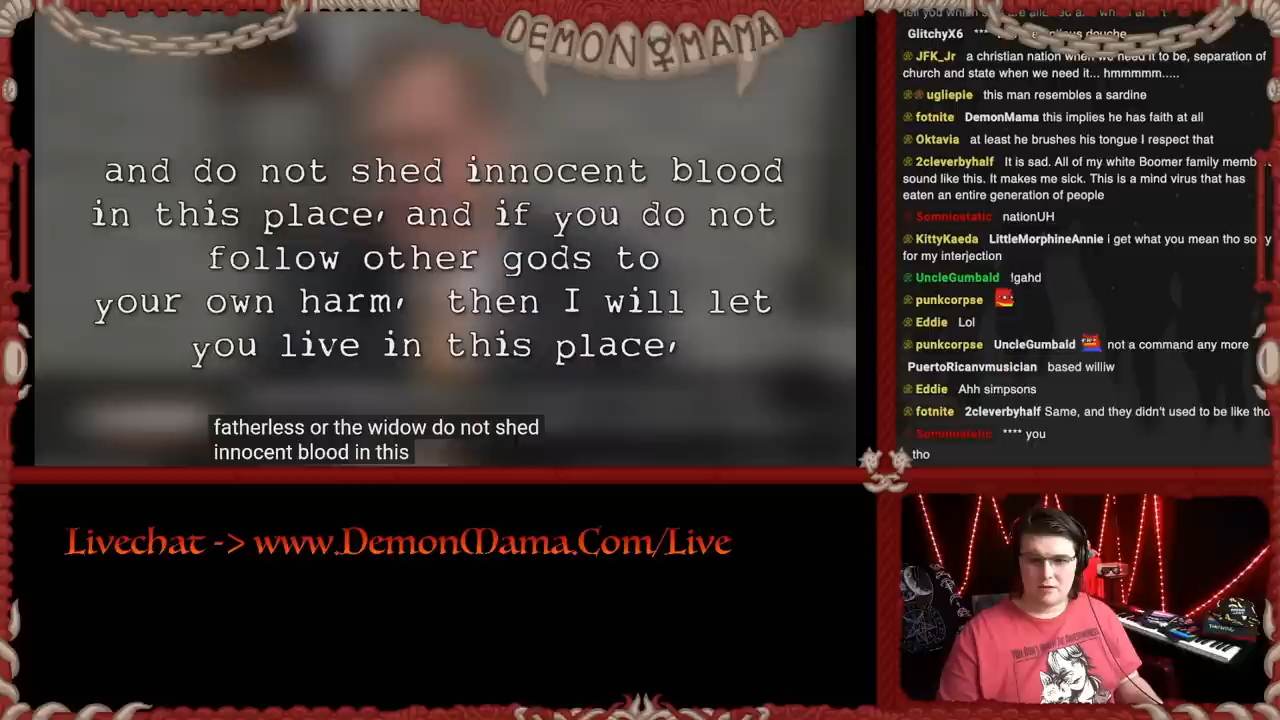 DEMON MAMA
and do not shed innocent blood
in this place, and if you do not
follow other gods to
your own harm, then I will let
you live in this place,
fatherless or the widow do not shed
innocent blood in this
GlitchyX6 ****
JFK_Jr a christian nation when we need it to be, separation of
church and state when we need it... hmmmmm.....
ugliepie this man resembles a sardine
fotnite DemonMama this implies he has faith at all
Oktavia at least he brushes his tongue I respect that
2cleverbyhalf It is sad. All of my white Boomer family memb
sound like this. It makes me sick. This is a mind virus that has
eaten an entire generation of people
Somniostatic nationUH
KittyKaeda LittleMorphineAnnie i get what you mean tho so y
for my interjection
UncleGumbald !gahd
punkcorpse
Eddie Lol
punkcorpse UncleGumbald not a command any more
PuertoRicanvmusician based williw
Eddie Ahh simpsons
fotnite 2cleverbyhalf Same, and they didn't used to be like tho
Somniostatic **** you
tho
Livechat -> www.DemonMama.Com/Live